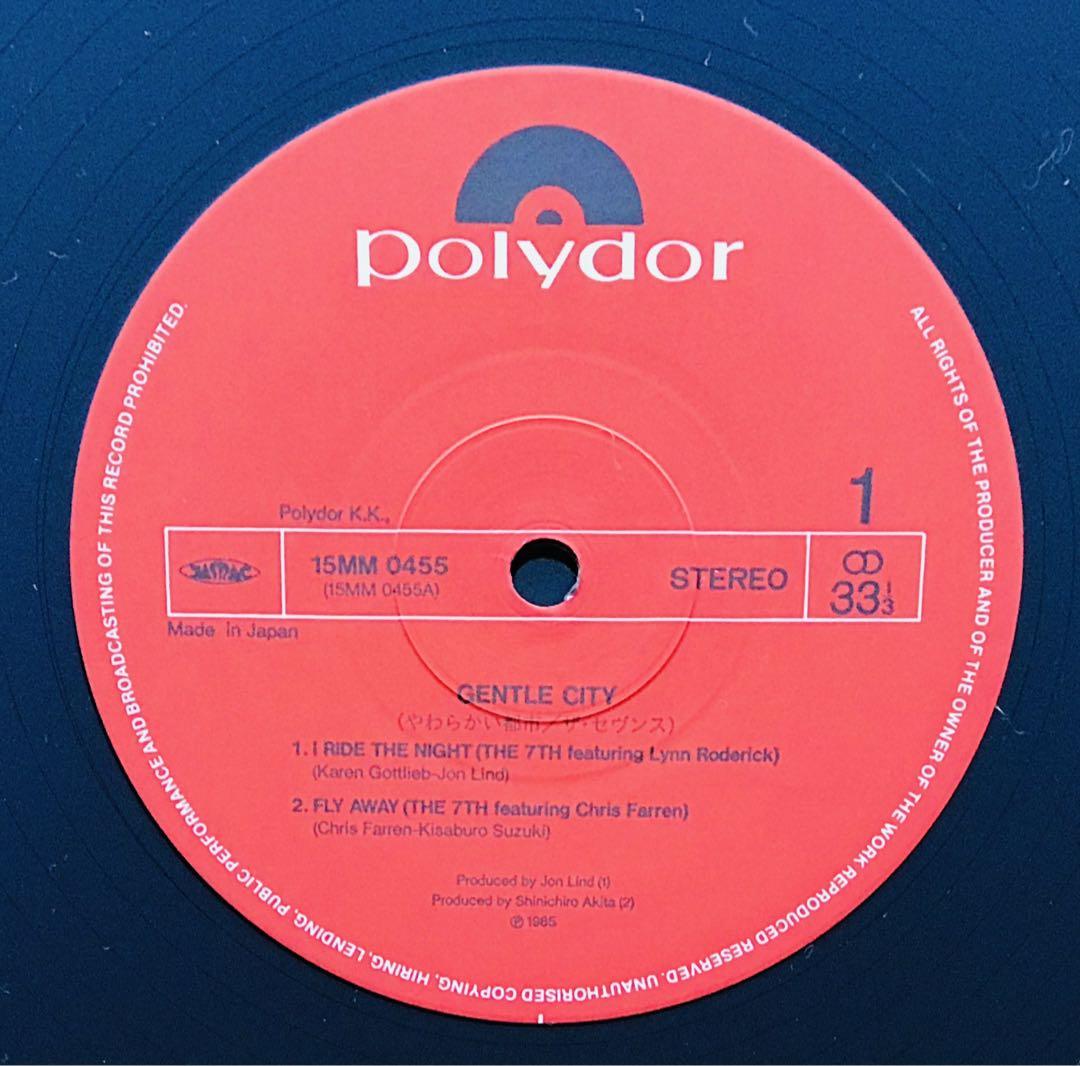 polydor
1
Polydor K.K.,
JASRAC
15MM 0455
(15MM 0455A)
STEREO
33 1/3
Made in Japan
GENTLE CITY
(やわらかい都市／ザ・セヴンス)
1. I RIDE THE NIGHT (THE 7TH featuring Lynn Roderick)
(Karen Gottlieb-Jon Lind)
2. FLY AWAY (THE 7TH featuring Chris Farren)
(Chris Farren-Kisaburo Suzuki)
Produced by Jon Lind (1)
Produced by Shinichiro Akita (2)
℗ 1985
ALL RIGHTS OF THE PRODUCER AND OF THE OWNER OF THE WORK REPRODUCED RESERVED. UNAUTHORISED COPYING, HIRING, LENDING, PUBLIC PERFORMANCE AND BROADCASTING OF THIS RECORD PROHIBITED.